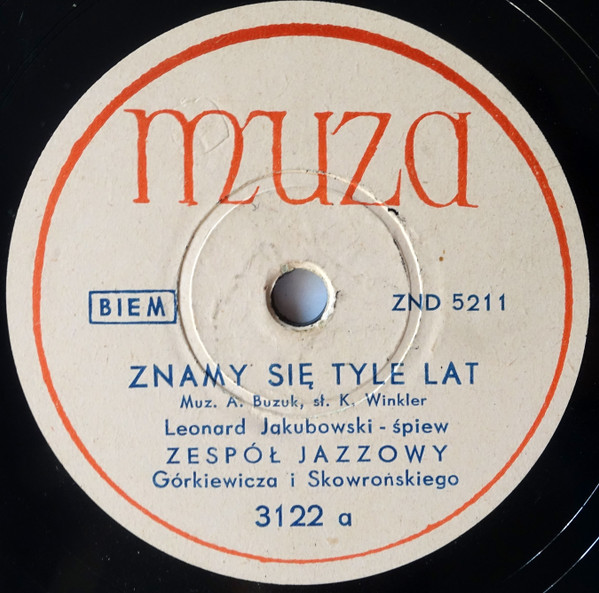 muza
BIEM
ZND 5211
ZNAMY SIĘ TYLE LAT
Muz. A. Buzuk, sł. K. Winkler
Leonard Jakubowski - śpiew
ZESPÓŁ JAZZOWY
Górkiewicza i Skowrońskiego
3122 a